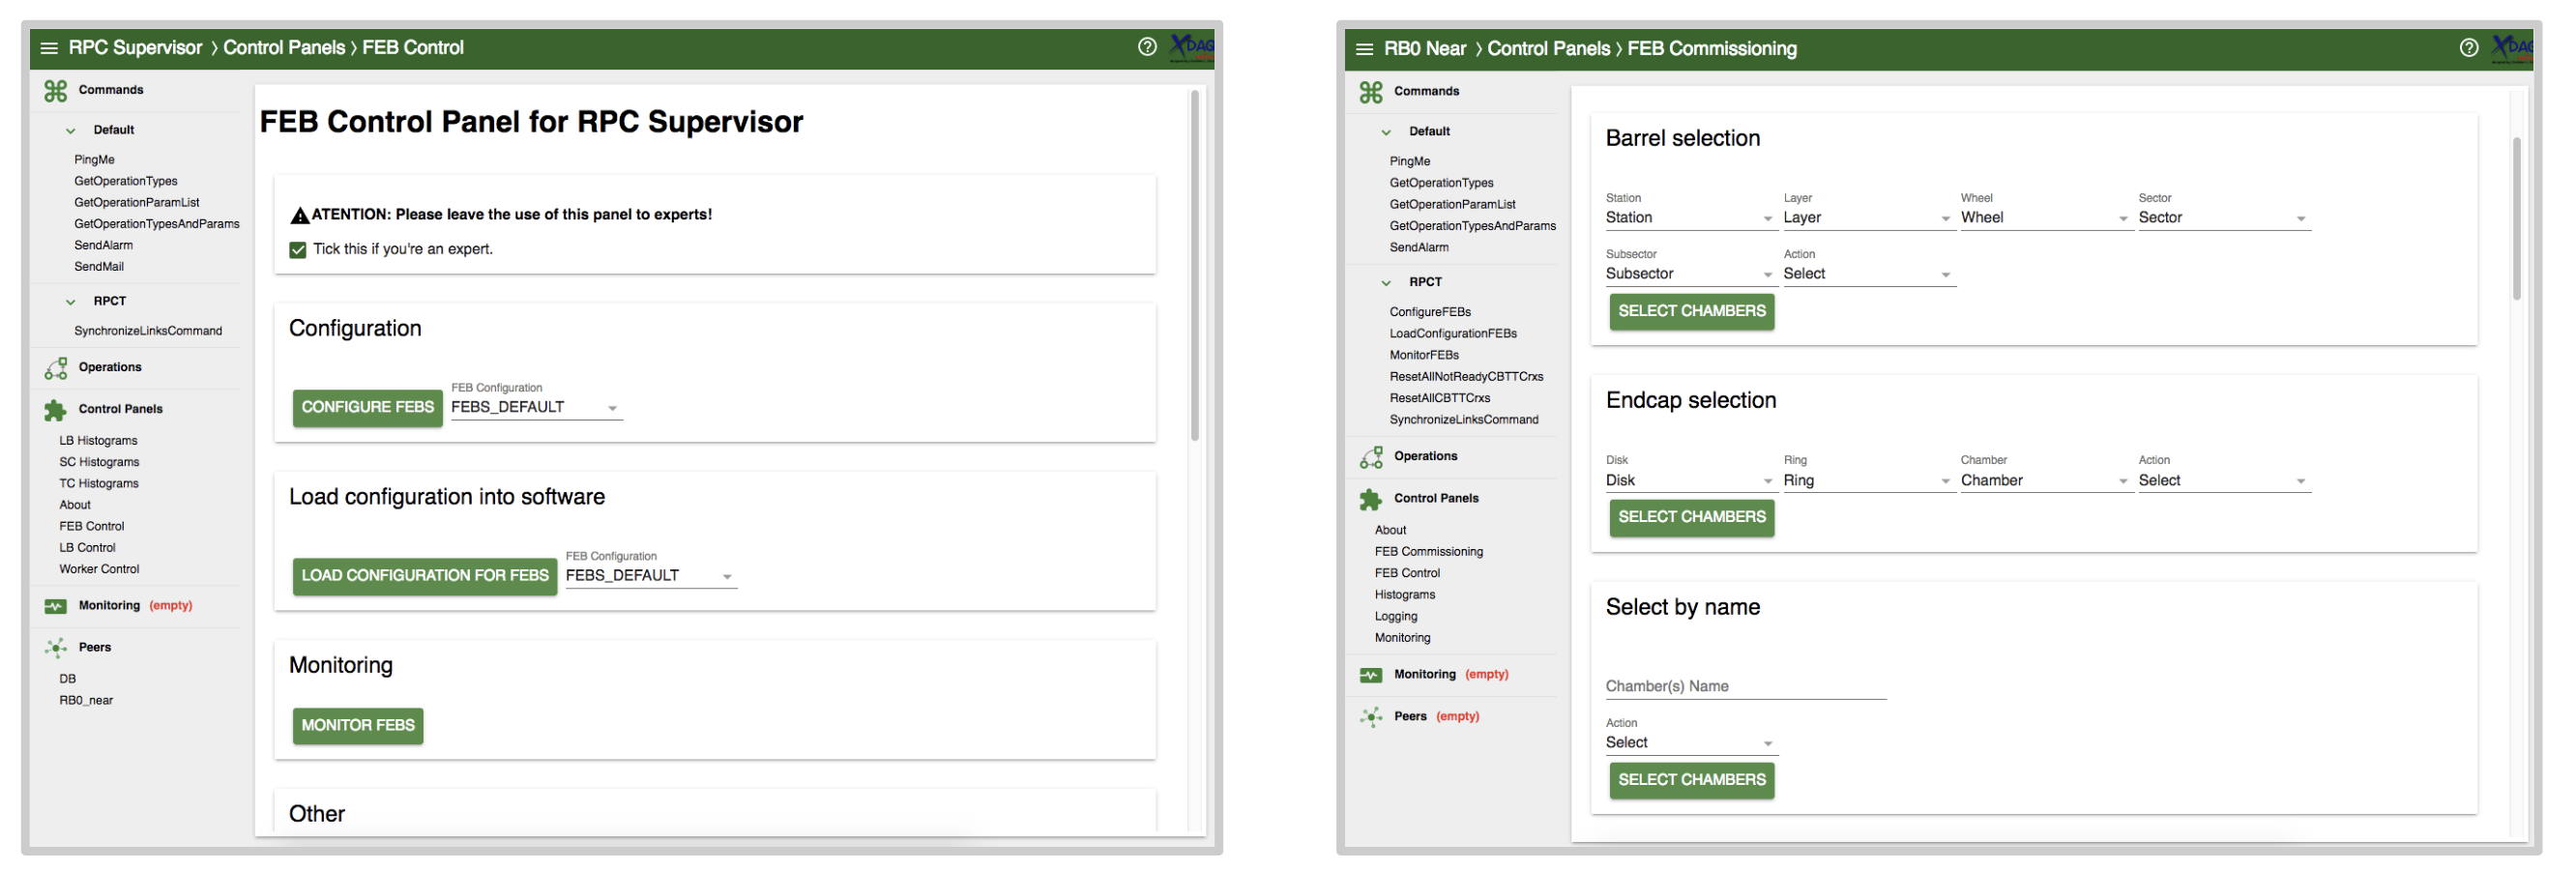 RPC Supervisor 〉Control Panels 〉FEB Control
XDAQ
Commands
Default
PingMe
GetOperationTypes
GetOperationParamList
GetOperationTypesAndParams
SendAlarm
SendMail
RPCT
SynchronizeLinksCommand
Operations
Control Panels
LB Histograms
SC Histograms
TC Histograms
About
FEB Control
LB Control
Worker Control
Monitoring (empty)
Peers
DB
RB0_near
FEB Control Panel for RPC Supervisor
ATENTION: Please leave the use of this panel to experts!
Tick this if you're an expert.
Configuration
FEB Configuration
CONFIGURE FEBS FEBS_DEFAULT
Load configuration into software
FEB Configuration
LOAD CONFIGURATION FOR FEBS FEBS_DEFAULT
Monitoring
MONITOR FEBS
Other
RB0 Near 〉Control Panels 〉FEB Commissioning
XDAQ
Commands
Default
PingMe
GetOperationTypes
GetOperationParamList
GetOperationTypesAndParams
SendAlarm
RPCT
ConfigureFEBs
LoadConfigurationFEBs
MonitorFEBs
ResetAllNotReadyCBTTCrxs
ResetAllCBTTCrxs
SynchronizeLinksCommand
Operations
Control Panels
About
FEB Commissioning
FEB Control
Histograms
Logging
Monitoring
Monitoring (empty)
Peers (empty)
Barrel selection
Station Layer Wheel Sector
Station Layer Wheel Sector
Subsector Action
Subsector Select
SELECT CHAMBERS
Endcap selection
Disk Ring Chamber Action
Disk Ring Chamber Select
SELECT CHAMBERS
Select by name
Chamber(s) Name
Action
Select
SELECT CHAMBERS